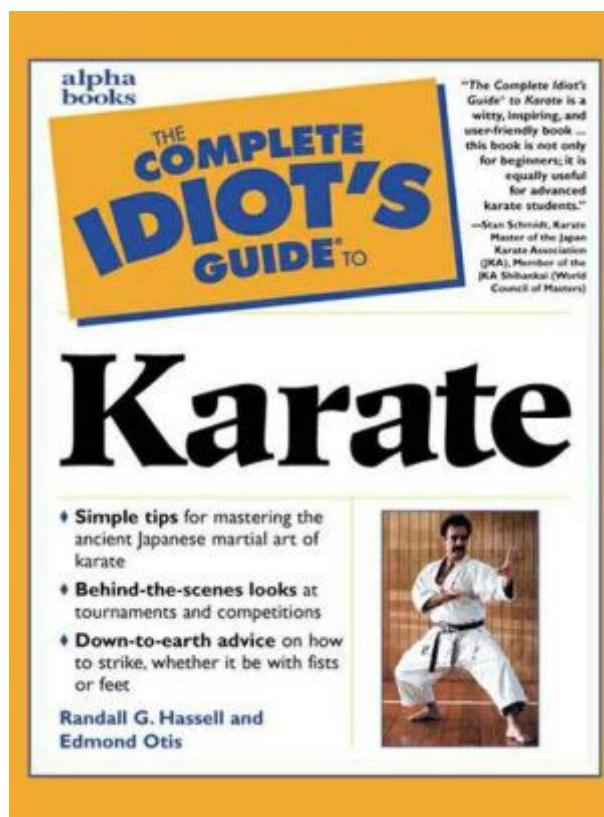 alpha
books
THE
COMPLETE
IDIOT'S
GUIDE® TO
"The Complete Idiot's
Guide® to Karate is a
witty, inspiring, and
user-friendly book ...
this book is not only
for beginners; it is
equally useful
for advanced
karate students."
—Stan Schmidt, Karate
Master of the Japan
Karate Association
(JKA), Member of the
JKA Shihankai (World
Council of Masters)
Karate
♦ Simple tips for mastering the
ancient Japanese martial art of
karate
♦ Behind-the-scenes looks at
tournaments and competitions
♦ Down-to-earth advice on how
to strike, whether it be with fists
or feet
Randall G. Hassell and
Edmond Otis